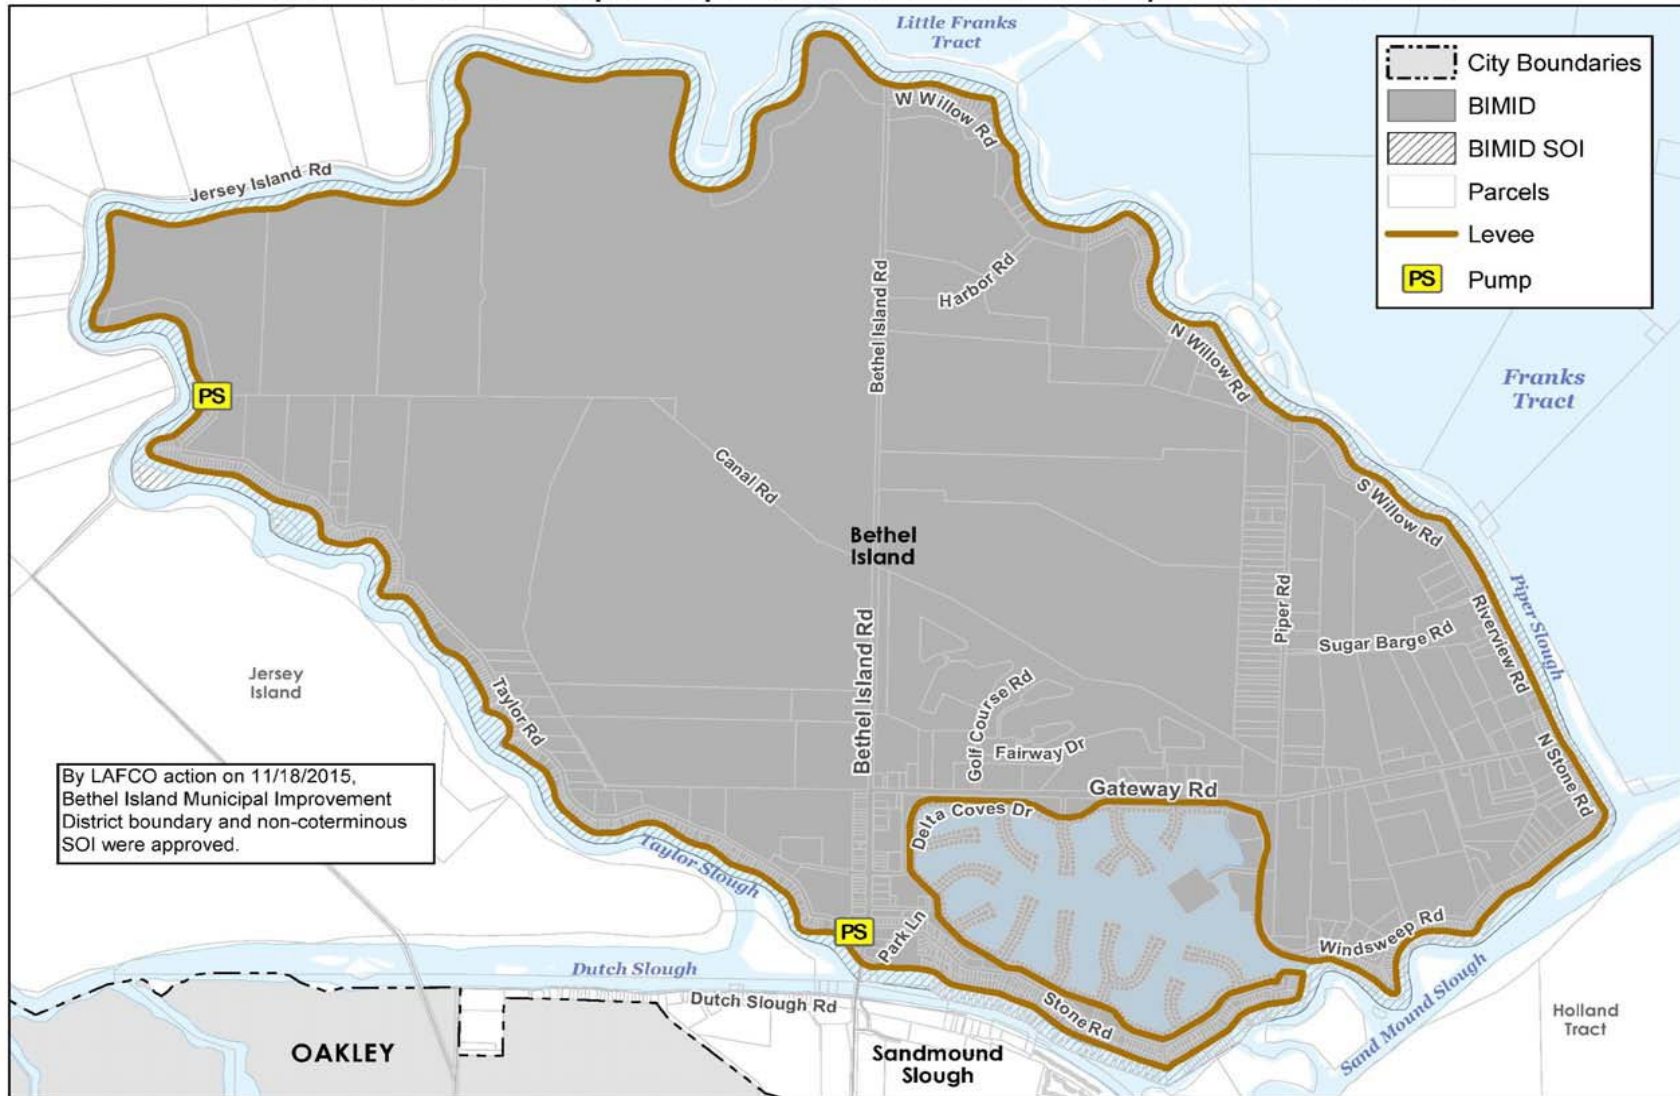 Little Franks
Tract
City Boundaries
BIMID
BIMID SOI
Parcels
Levee
PS Pump
W Willow Rd
Jersey Island Rd
Bethel Island Rd
Harbor Rd
N Willow Rd
Franks
Tract
PS
Canal Rd
S Willow Rd
Bethel
Island
Piper Rd
Piper Slough
Riverview Rd
Sugar Barge Rd
Jersey
Island
Taylor Rd
Bethel Island Rd
Golf Course Rd
Fairway Dr
N Stone Rd
Gateway Rd
By LAFCO action on 11/18/2015,
Bethel Island Municipal Improvement
District boundary and non-coterminous
SOI were approved.
Delta Coves Dr
Taylor Slough
PS
Park Ln
Windsweep Rd
Dutch Slough
Dutch Slough Rd
Stone Rd
Sand Mound Slough
Holland
Tract
OAKLEY
Sandmound
Slough